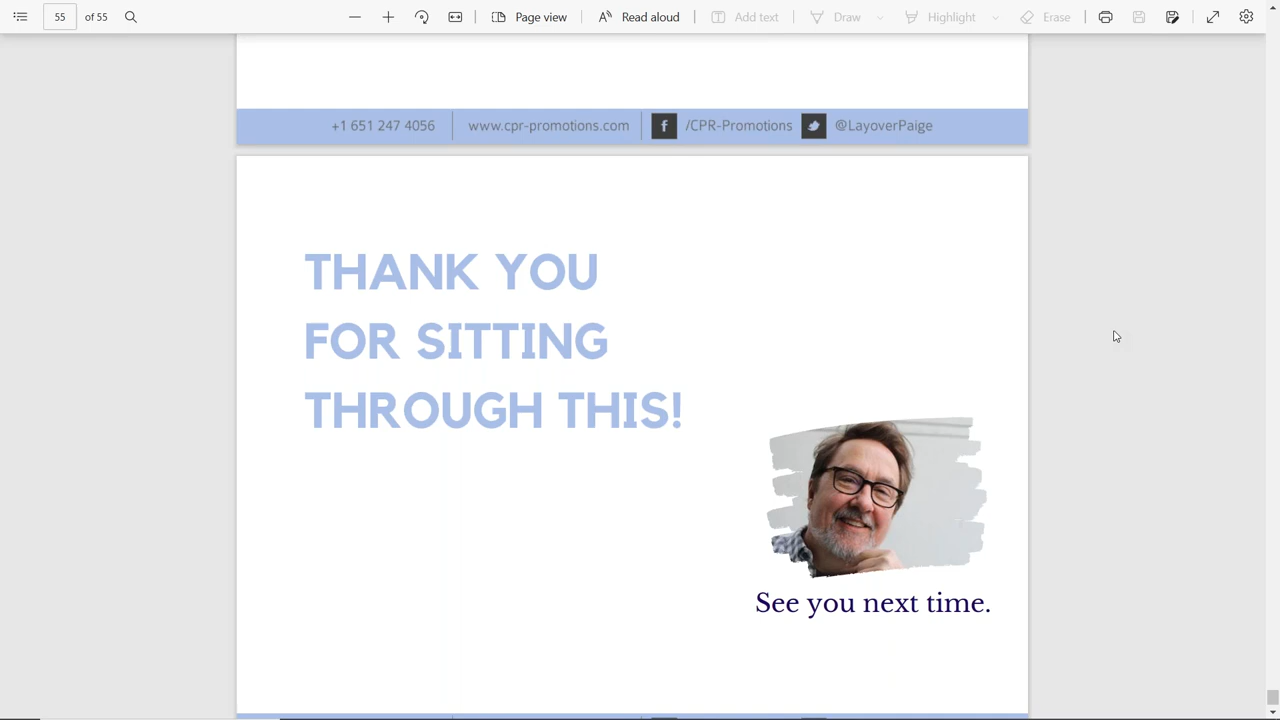 55 of 55 Page view Read aloud Add text Draw Highlight Erase
+1 651 247 4056 www.cpr-promotions.com f /CPR-Promotions @LayoverPaige
THANK YOU
FOR SITTING
THROUGH THIS!
See you next time.